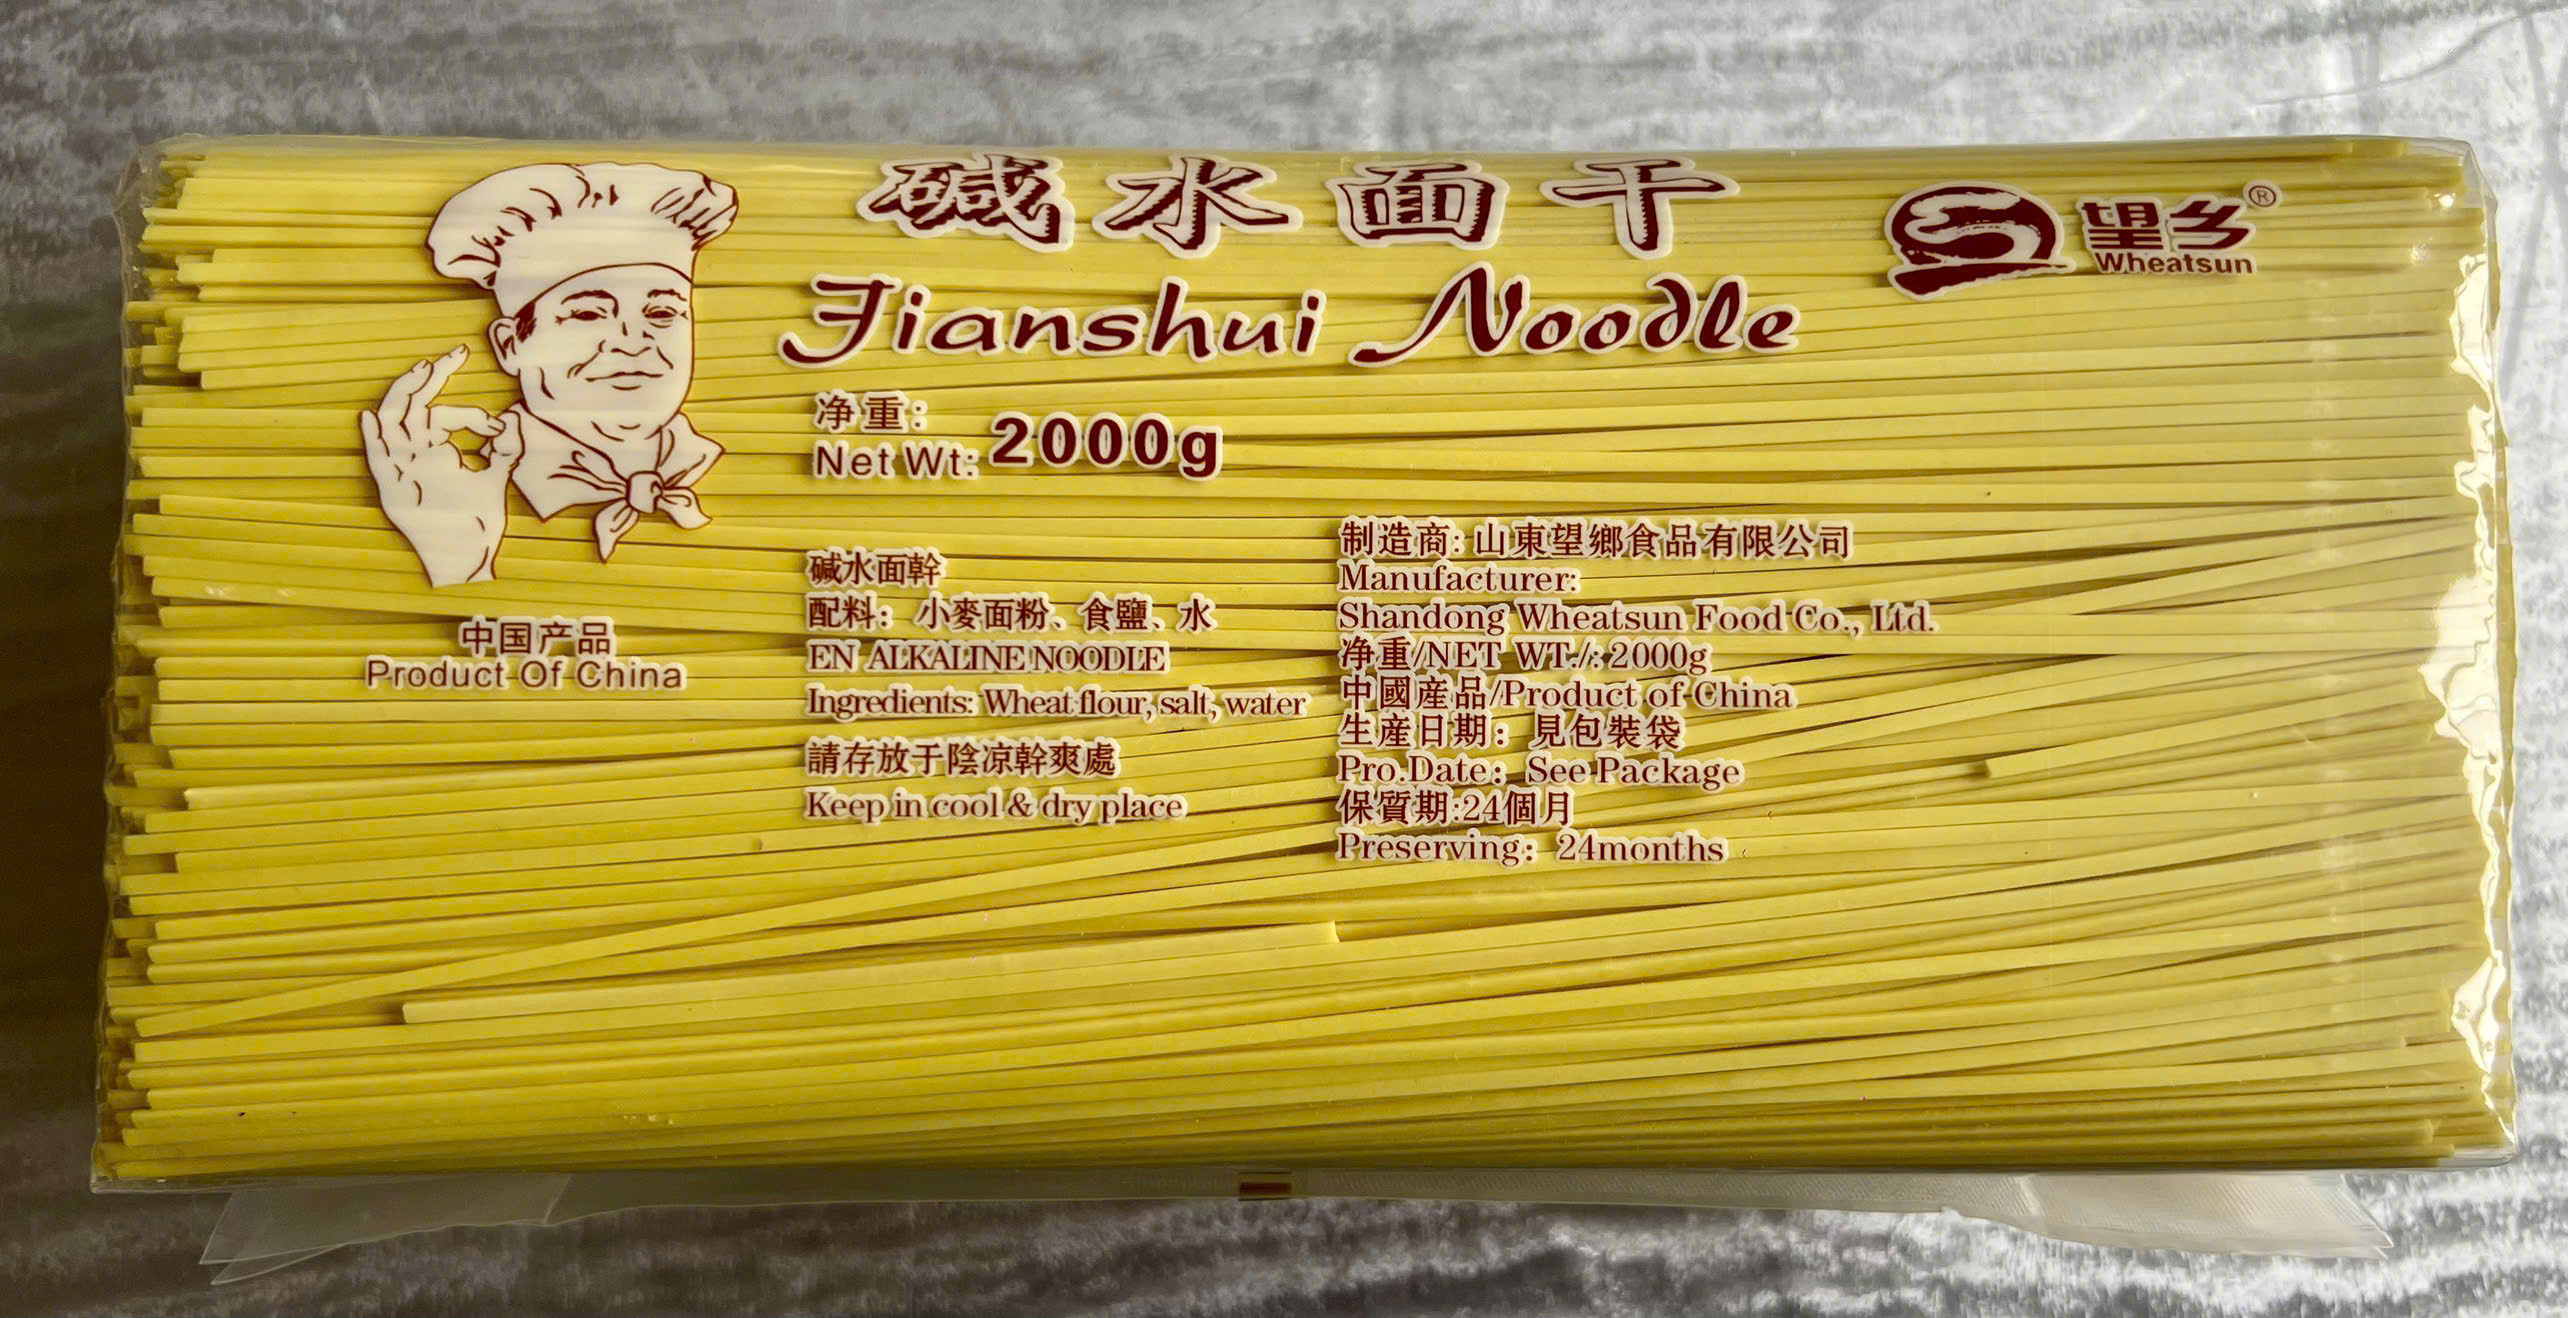 碱水面干
Jianshui Noodle
望乡®
Wheatsun
净重:
Net Wt: 2000g
中国产品
Product Of China
碱水面幹
配料：小麥面粉、食鹽、水
EN ALKALINE NOODLE
Ingredients: Wheat flour, salt, water
請存放于陰凉幹爽處
Keep in cool & dry place
制造商: 山東望鄉食品有限公司
Manufacturer:
Shandong Wheatsun Food Co., Ltd.
净重/NET WT./: 2000g
中國産品/Product of China
生産日期：見包裝袋
Pro.Date：See Package
保質期:24個月
Preserving：24months